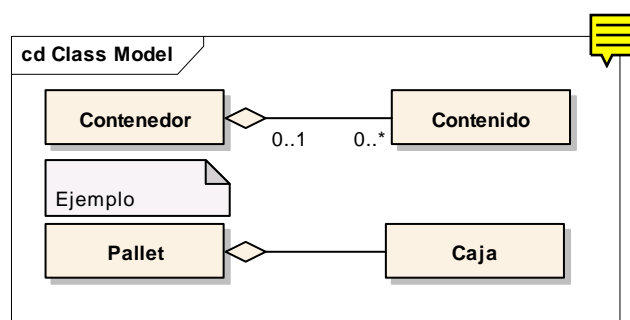 cd Class Model
Contenedor
Contenido
0..1
0..*
Ejemplo
Pallet
Caja